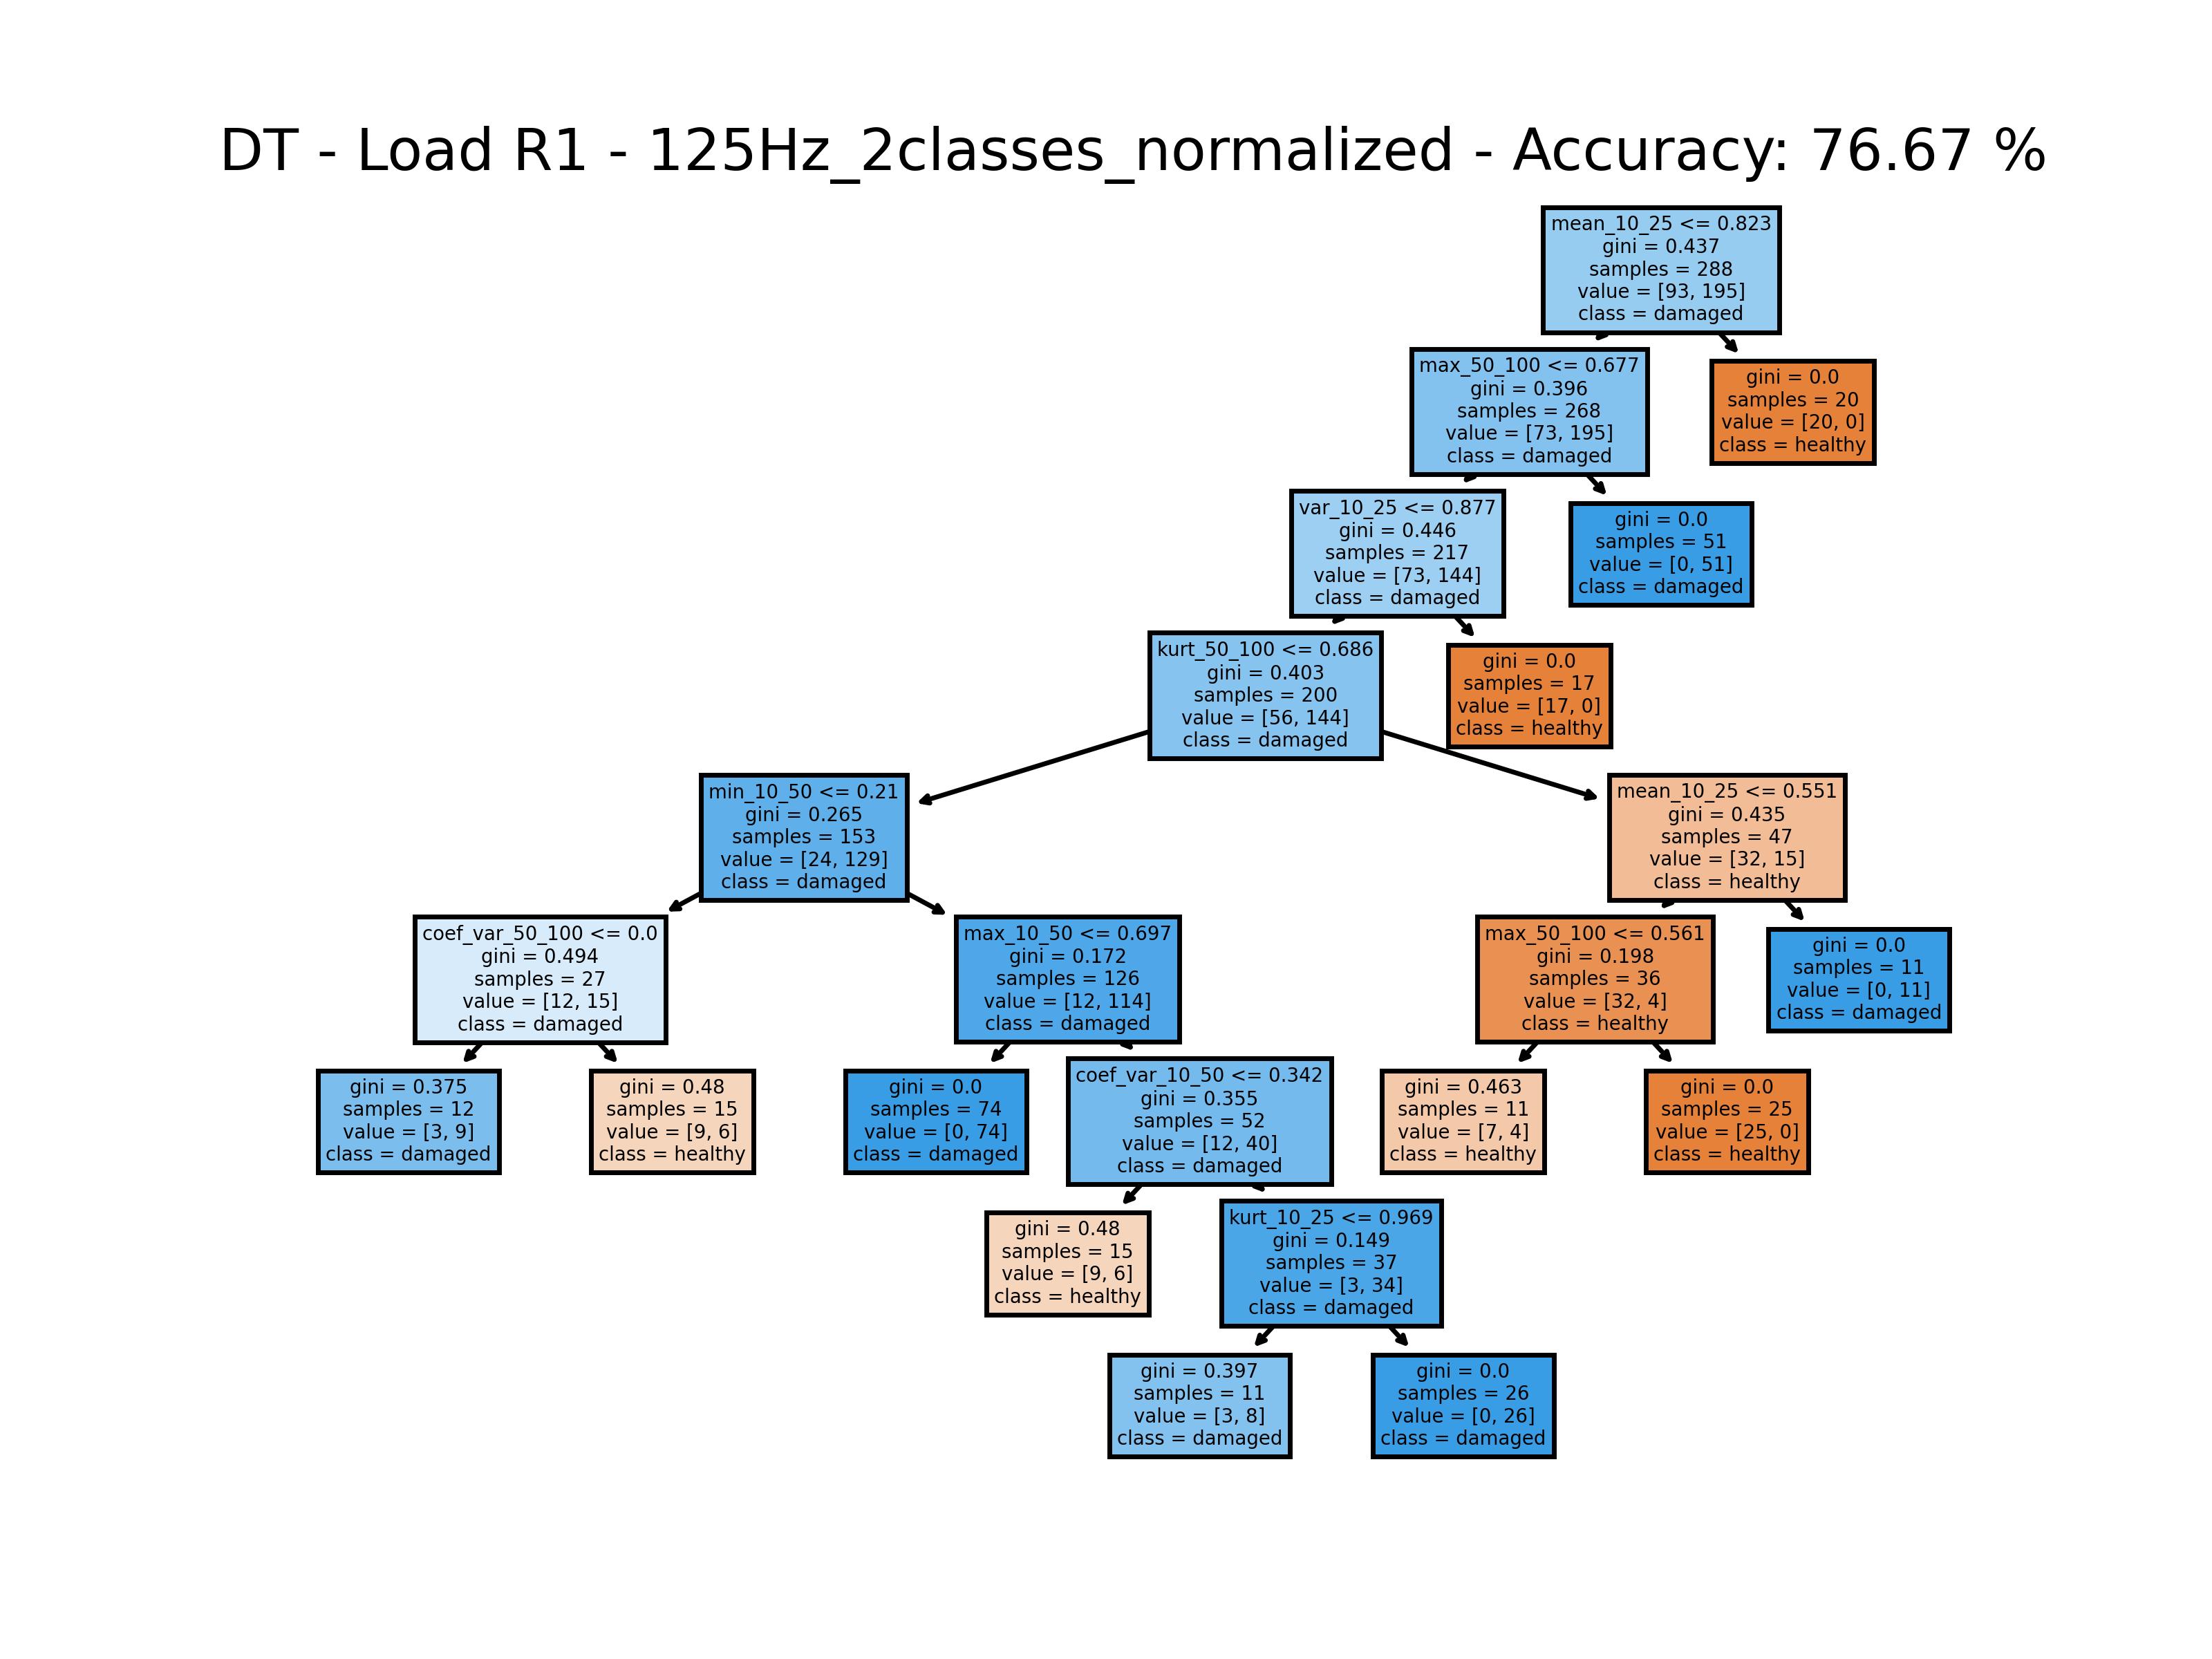 DT - Load R1 - 125Hz_2classes_normalized - Accuracy: 76.67 %
mean_10_25 <= 0.823
gini = 0.437
samples = 288
value = [93, 195]
class = damaged
max_50_100 <= 0.677
gini = 0.396
samples = 268
value = [73, 195]
class = damaged
gini = 0.0
samples = 20
value = [20, 0]
class = healthy
var_10_25 <= 0.877
gini = 0.446
samples = 217
value = [73, 144]
class = damaged
gini = 0.0
samples = 51
value = [0, 51]
class = damaged
kurt_50_100 <= 0.686
gini = 0.403
samples = 200
value = [56, 144]
class = damaged
gini = 0.0
samples = 17
value = [17, 0]
class = healthy
min_10_50 <= 0.21
gini = 0.265
samples = 153
value = [24, 129]
class = damaged
mean_10_25 <= 0.551
gini = 0.435
samples = 47
value = [32, 15]
class = healthy
coef_var_50_100 <= 0.0
gini = 0.494
samples = 27
value = [12, 15]
class = damaged
max_10_50 <= 0.697
gini = 0.172
samples = 126
value = [12, 114]
class = damaged
max_50_100 <= 0.561
gini = 0.198
samples = 36
value = [32, 4]
class = healthy
gini = 0.0
samples = 11
value = [0, 11]
class = damaged
gini = 0.375
samples = 12
value = [3, 9]
class = damaged
gini = 0.48
samples = 15
value = [9, 6]
class = healthy
gini = 0.0
samples = 74
value = [0, 74]
class = damaged
coef_var_10_50 <= 0.342
gini = 0.355
samples = 52
value = [12, 40]
class = damaged
gini = 0.463
samples = 11
value = [7, 4]
class = healthy
gini = 0.0
samples = 25
value = [25, 0]
class = healthy
gini = 0.48
samples = 15
value = [9, 6]
class = healthy
kurt_10_25 <= 0.969
gini = 0.149
samples = 37
value = [3, 34]
class = damaged
gini = 0.397
samples = 11
value = [3, 8]
class = damaged
gini = 0.0
samples = 26
value = [0, 26]
class = damaged